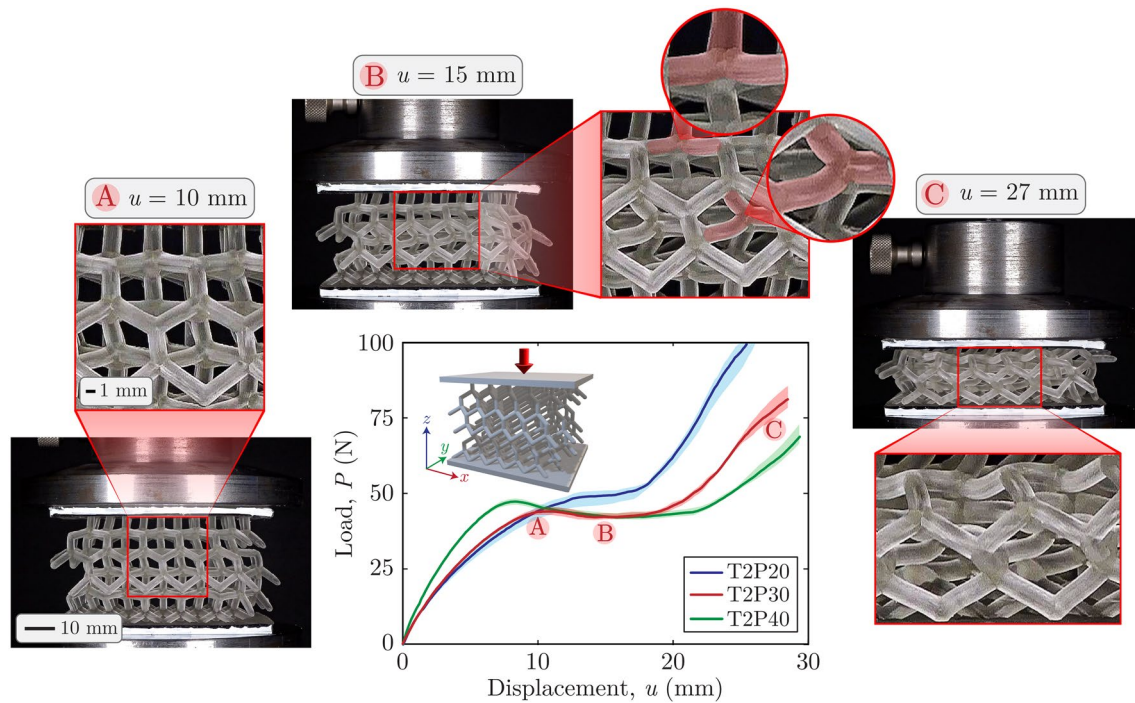 B u = 15 mm
A u = 10 mm
C u = 27 mm
1 mm
10 mm
100
75
50
25
0
Load, P (N)
z
y
x
A
B
C
T2P20
T2P30
T2P40
0
10
20
30
Displacement, u (mm)